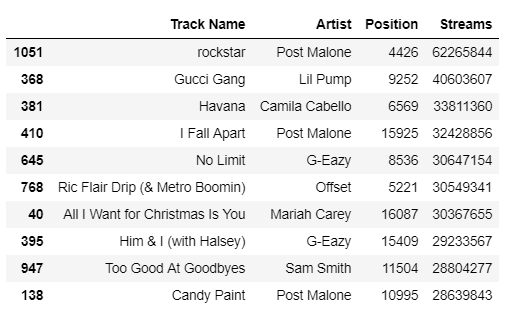 Track Name Artist Position Streams
1051 rockstar Post Malone 4426 62265844
368 Gucci Gang Lil Pump 9252 40603607
381 Havana Camila Cabello 6569 33811360
410 I Fall Apart Post Malone 15925 32428856
645 No Limit G-Eazy 8536 30647154
768 Ric Flair Drip (& Metro Boomin) Offset 5221 30549341
40 All I Want for Christmas Is You Mariah Carey 16087 30367655
395 Him & I (with Halsey) G-Eazy 15409 29233567
947 Too Good At Goodbyes Sam Smith 11504 28804277
138 Candy Paint Post Malone 10995 28639843